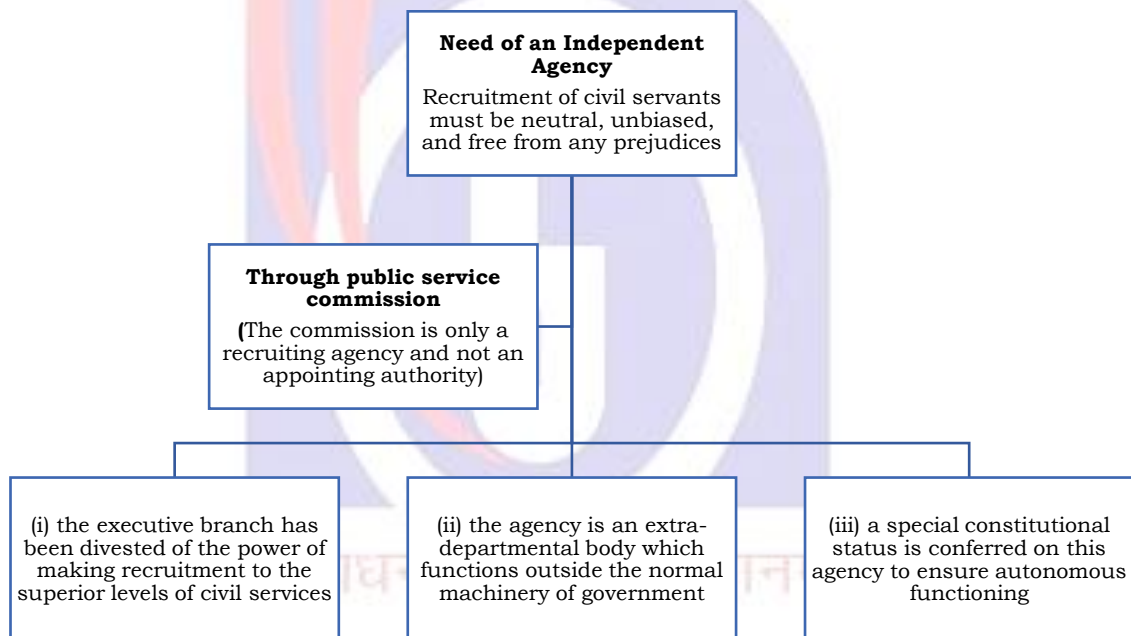 Need of an Independent
Agency
Recruitment of civil servants
must be neutral, unbiased,
and free from any prejudices
Through public service
commission
(The commission is only a
recruiting agency and not an
appointing authority)
(i) the executive branch has
been divested of the power of
making recruitment to the
superior levels of civil services
(ii) the agency is an extra-
departmental body which
functions outside the normal
machinery of government
(iii) a special constitutional
status is conferred on this
agency to ensure autonomous
functioning